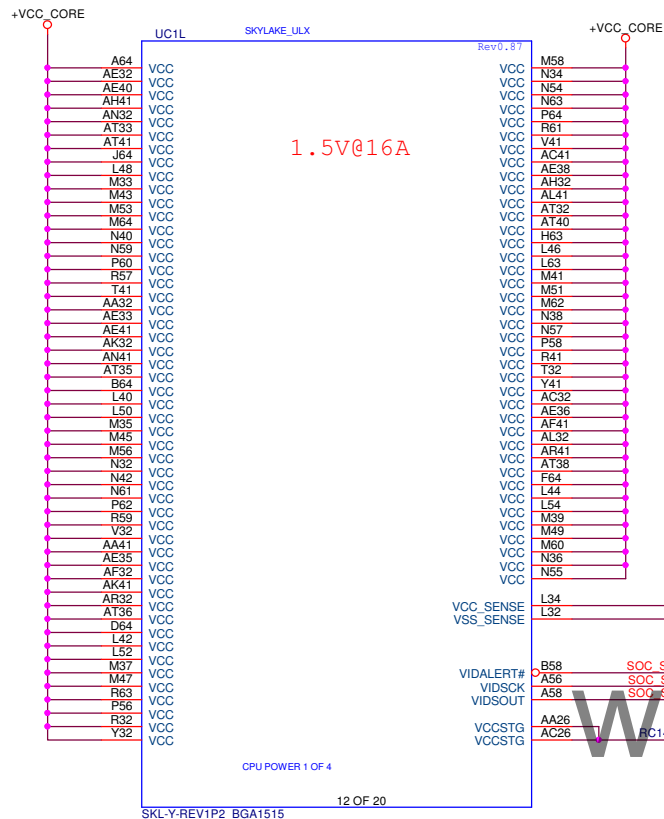 +VCC_CORE
+VCC_CORE
UC1L
SKYLAKE_ULX
Rev0.87
1.5V@16A
A64 VCC VCC M58
AE32 VCC VCC N34
AE40 VCC VCC N54
AH41 VCC VCC N63
AN32 VCC VCC P64
AT33 VCC VCC R61
AT41 VCC VCC V41
J64 VCC VCC AC41
L48 VCC VCC AE38
M33 VCC VCC AH32
M43 VCC VCC AL41
M53 VCC VCC AT32
M64 VCC VCC AT40
N40 VCC VCC H63
N59 VCC VCC L46
P60 VCC VCC L63
R57 VCC VCC M41
T41 VCC VCC M51
AA32 VCC VCC M62
AE33 VCC VCC N38
AE41 VCC VCC N57
AK32 VCC VCC P58
AN41 VCC VCC R41
AT35 VCC VCC T32
B64 VCC VCC Y41
L40 VCC VCC AC32
L50 VCC VCC AE36
M35 VCC VCC AF41
M45 VCC VCC AL32
M56 VCC VCC AR41
N32 VCC VCC AT38
N42 VCC VCC F64
N61 VCC VCC L44
P62 VCC VCC L54
R59 VCC VCC M39
V32 VCC VCC M49
AA41 VCC VCC M60
AE35 VCC VCC N36
AF32 VCC VCC N55
AK41 VCC
AR32 VCC VCC_SENSE L34
AT36 VCC VSS_SENSE L32
D64 VCC
L42 VCC
L52 VCC
M37 VCC VIDALERT# B58 SOC_S
M47 VCC VIDSCK A56 SOC_S
R63 VCC VIDSOUT A58 SOC_S
P56 VCC
R32 VCC VCCSTG AA26
Y32 VCC VCCSTG AC26 RC14
W
CPU POWER 1 OF 4
12 OF 20
SKL-Y-REV1P2_BGA1515